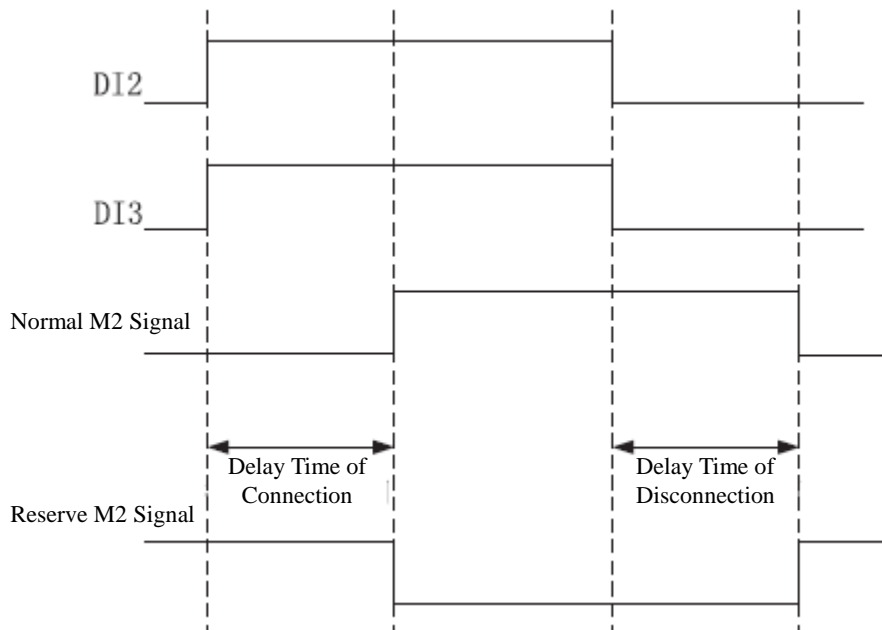 DI2
DI3
Normal M2 Signal
Delay Time of
Connection
Delay Time of
Disconnection
Reserve M2 Signal